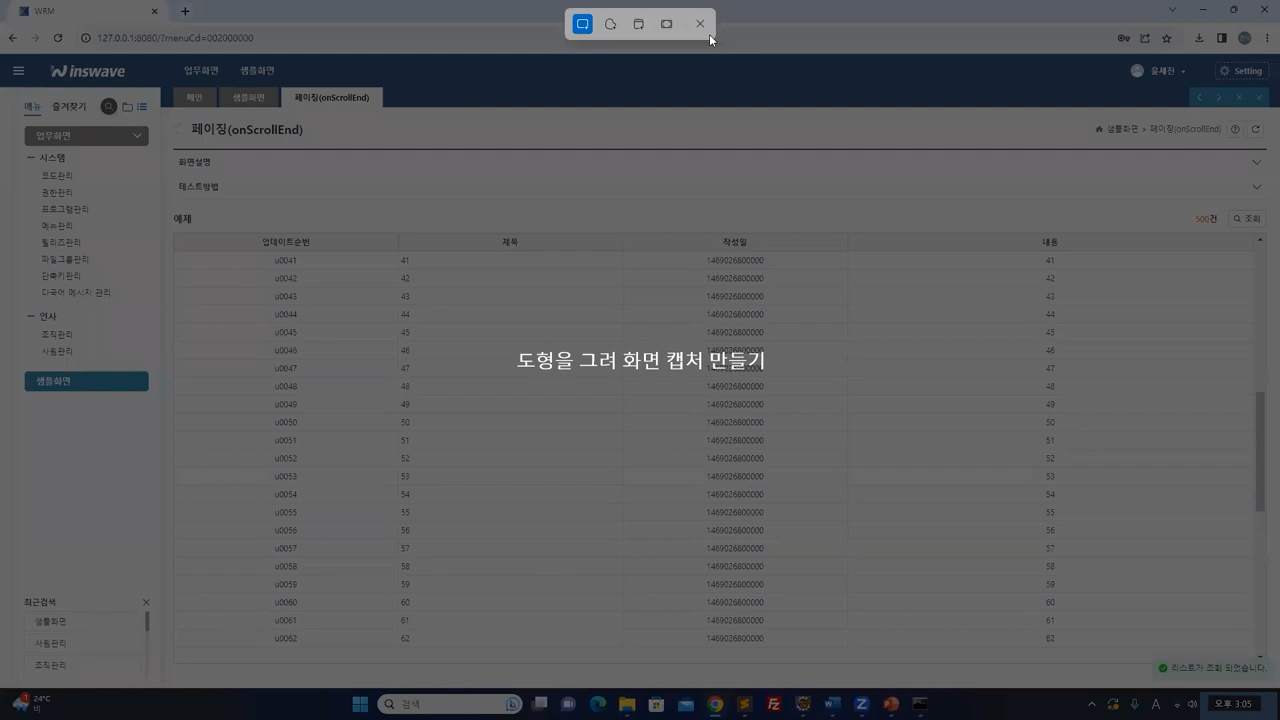 WRM
127.0.0.1:8080/?menuCd=002000000
inswave
업무화면
샘플화면
윤세진
Setting
메뉴
즐겨찾기
메인
샘플화면
페이징(onScrollEnd)
업무화면
시스템
코드관리
권한관리
프로그램관리
메뉴관리
릴리즈관리
파일그룹관리
단축키관리
다국어 메시지 관리
인사
조직관리
사원관리
샘플화면
최근검색
샘플화면
사원관리
조직관리
페이징(onScrollEnd)
샘플화면 > 페이징(onScrollEnd)
화면설명
테스트방법
예제
500건
조회
업데이트순번 제목 작성일 내용
u0041 41 1469026800000 41
u0042 42 1469026800000 42
u0043 43 1469026800000 43
u0044 44 1469026800000 44
u0045 45 1469026800000 45
u0046 46 1469026800000 46
도형을 그려 화면 캡처 만들기
u0047 47 1469026800000 47
u0048 48 1469026800000 48
u0049 49 1469026800000 49
u0050 50 1469026800000 50
u0051 51 1469026800000 51
u0052 52 1469026800000 52
u0053 53 1469026800000 53
u0054 54 1469026800000 54
u0055 55 1469026800000 55
u0056 56 1469026800000 56
u0057 57 1469026800000 57
u0058 58 1469026800000 58
u0059 59 1469026800000 59
u0060 60 1469026800000 60
u0061 61 1469026800000 61
u0062 62 1469026800000 62
리스트가 조회 되었습니다.
24°C
비
검색
A
오후 3:05